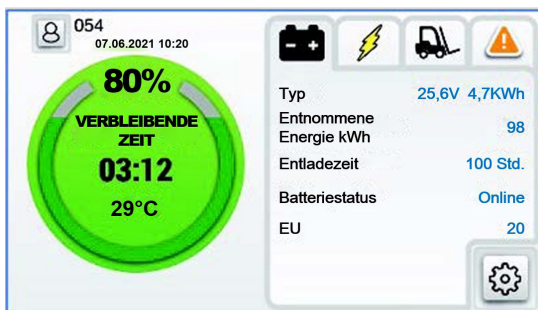 054
07.06.2021 10:20
80%
VERBLEIBENDE
ZEIT
03:12
29°C
Typ 25,6V 4,7KWh
Entnommene
Energie kWh 98
Entladezeit 100 Std.
Batteriestatus Online
EU 20